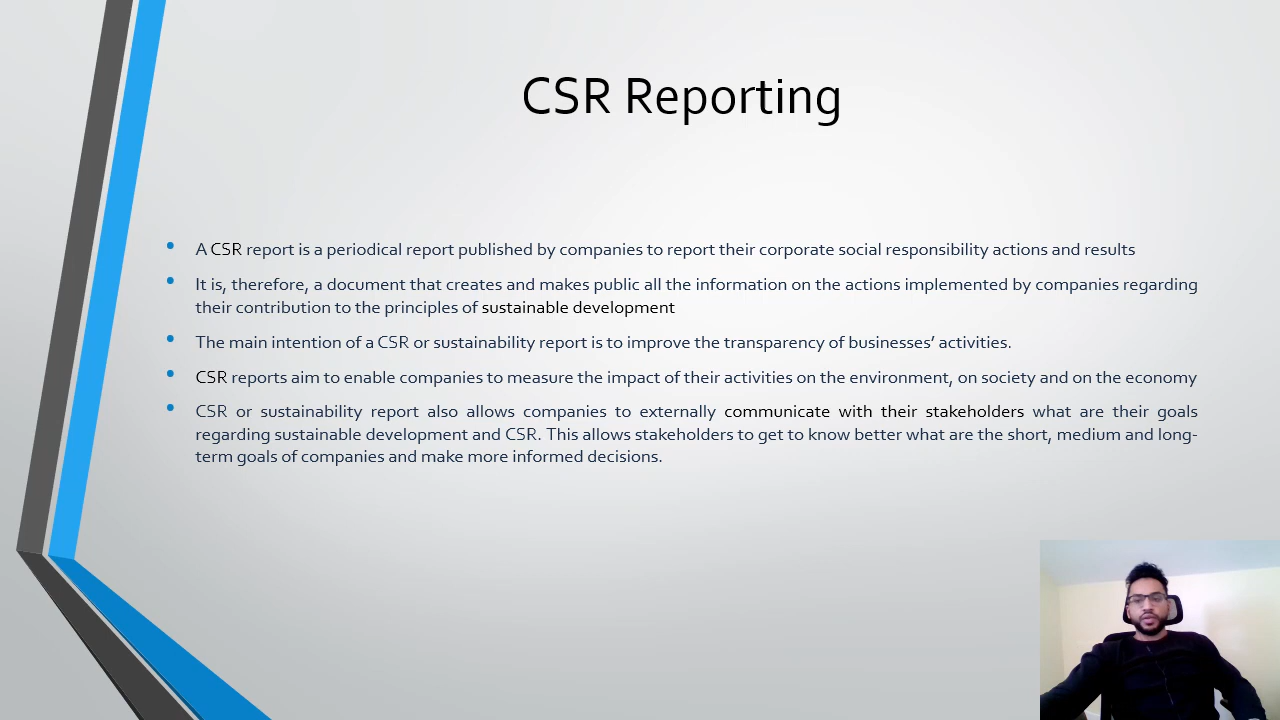 CSR Reporting
• A CSR report is a periodical report published by companies to report their corporate social responsibility actions and results
• It is, therefore, a document that creates and makes public all the information on the actions implemented by companies regarding
their contribution to the principles of sustainable development
• The main intention of a CSR or sustainability report is to improve the transparency of businesses’ activities.
• CSR reports aim to enable companies to measure the impact of their activities on the environment, on society and on the economy
• CSR or sustainability report also allows companies to externally communicate with their stakeholders what are their goals
regarding sustainable development and CSR. This allows stakeholders to get to know better what are the short, medium and long-
term goals of companies and make more informed decisions.